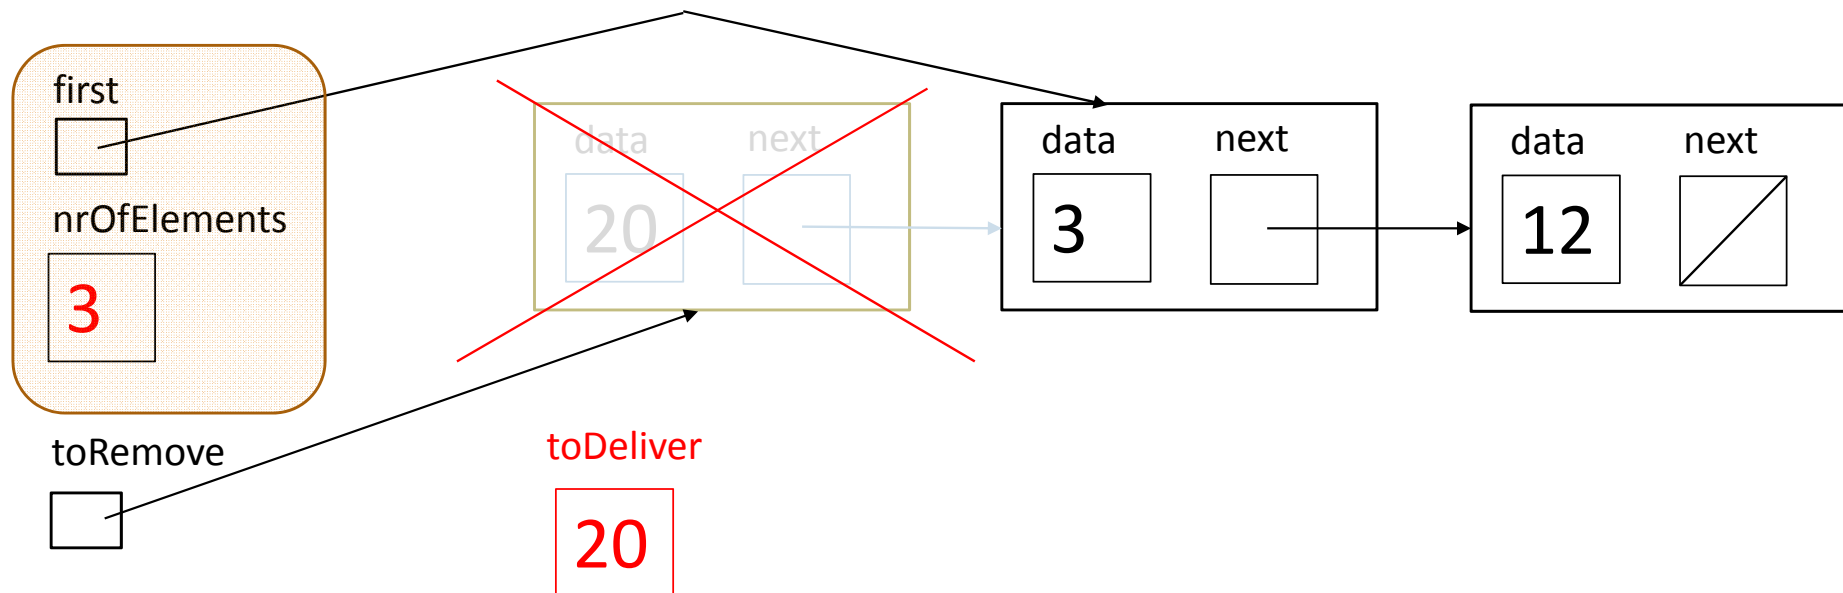 first
nrOfElements
3
data next
20
data next
3
data next
12
toRemove
toDeliver
20